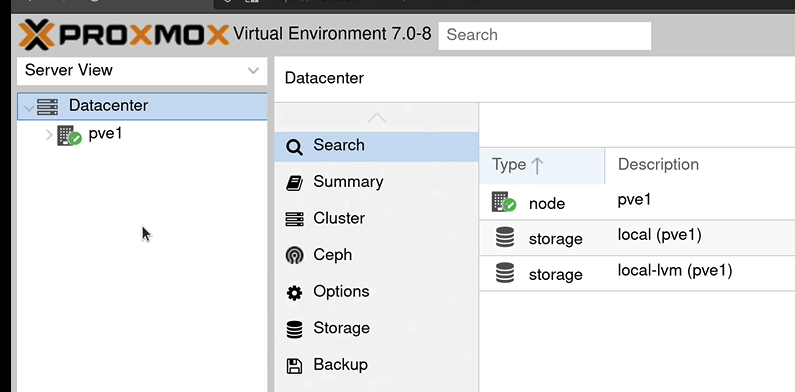 PROXMOX Virtual Environment 7.0-8 Search
Server View
Datacenter
pve1
Datacenter
Search
Summary
Cluster
Ceph
Options
Storage
Backup
Type Description
node pve1
storage local (pve1)
storage local-lvm (pve1)